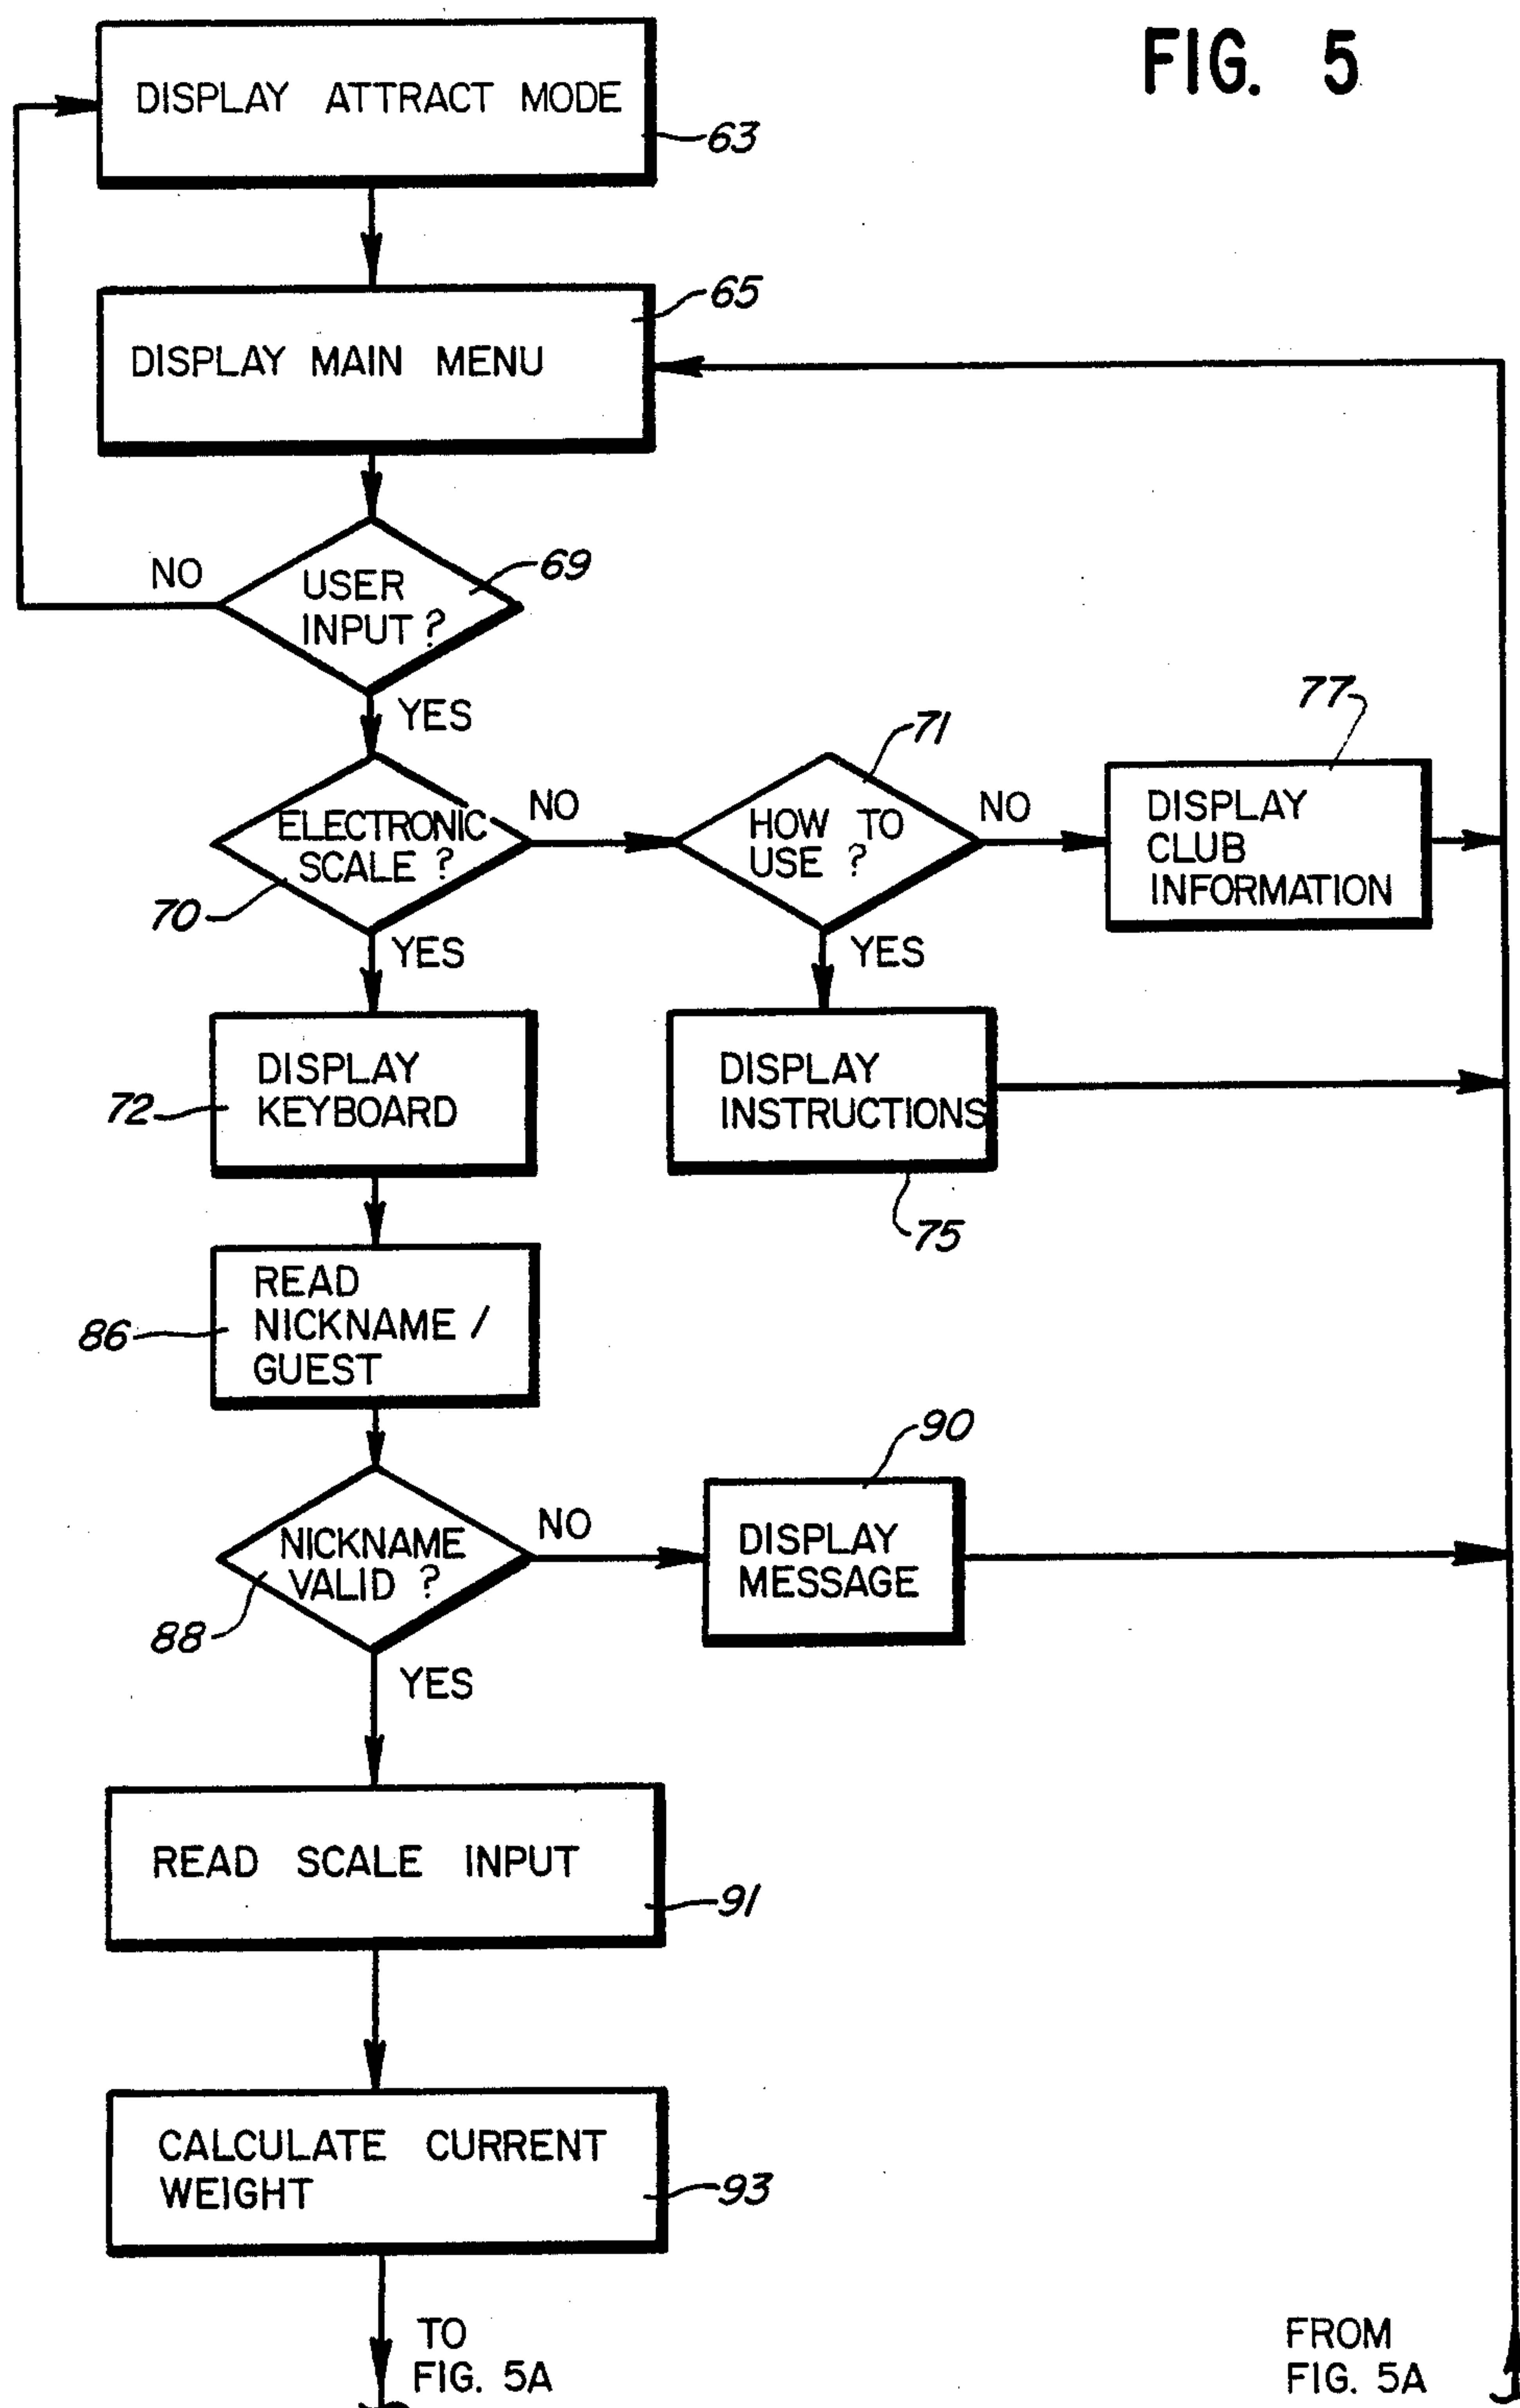 FIG. 5
DISPLAY ATTRACT MODE
63
65
DISPLAY MAIN MENU
NO
USER
INPUT ?
69
YES
ELECTRONIC
SCALE ?
70
NO
71
HOW TO
USE ?
NO
77
DISPLAY
CLUB
INFORMATION
YES
YES
DISPLAY
KEYBOARD
72
DISPLAY
INSTRUCTIONS
75
READ
NICKNAME /
GUEST
86
NICKNAME
VALID ?
88
NO
90
DISPLAY
MESSAGE
YES
READ SCALE INPUT
91
CALCULATE CURRENT
WEIGHT
93
TO
FIG. 5A
FROM
FIG. 5A